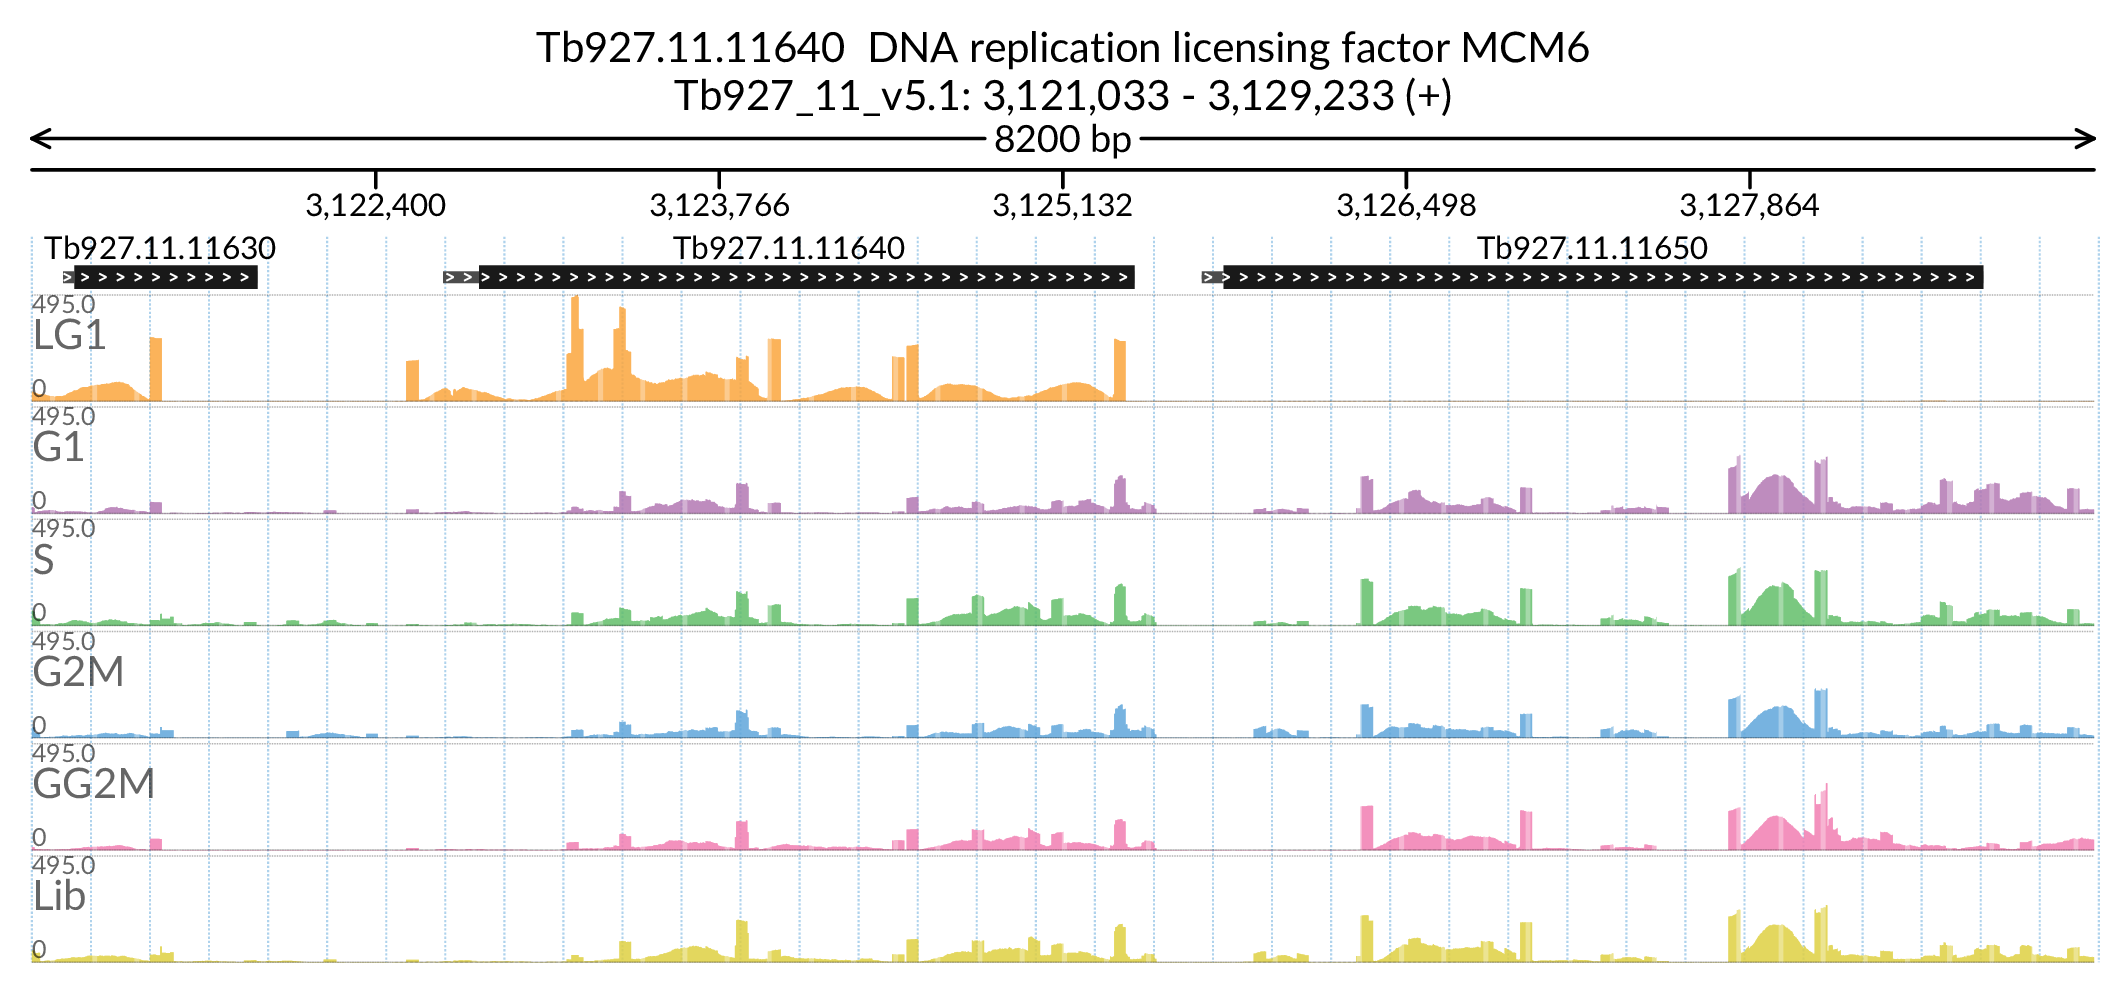 Tb927.11.11640  DNA replication licensing factor MCM6
Tb927_11_v5.1: 3,121,033 - 3,129,233 (+)
8200 bp
3,122,400 3,123,766 3,125,132 3,126,498 3,127,864
Tb927.11.11630 Tb927.11.11640 Tb927.11.11650
495.0
LG1
0
495.0
G1
0
495.0
S
0
495.0
G2M
0
495.0
GG2M
0
495.0
Lib
0